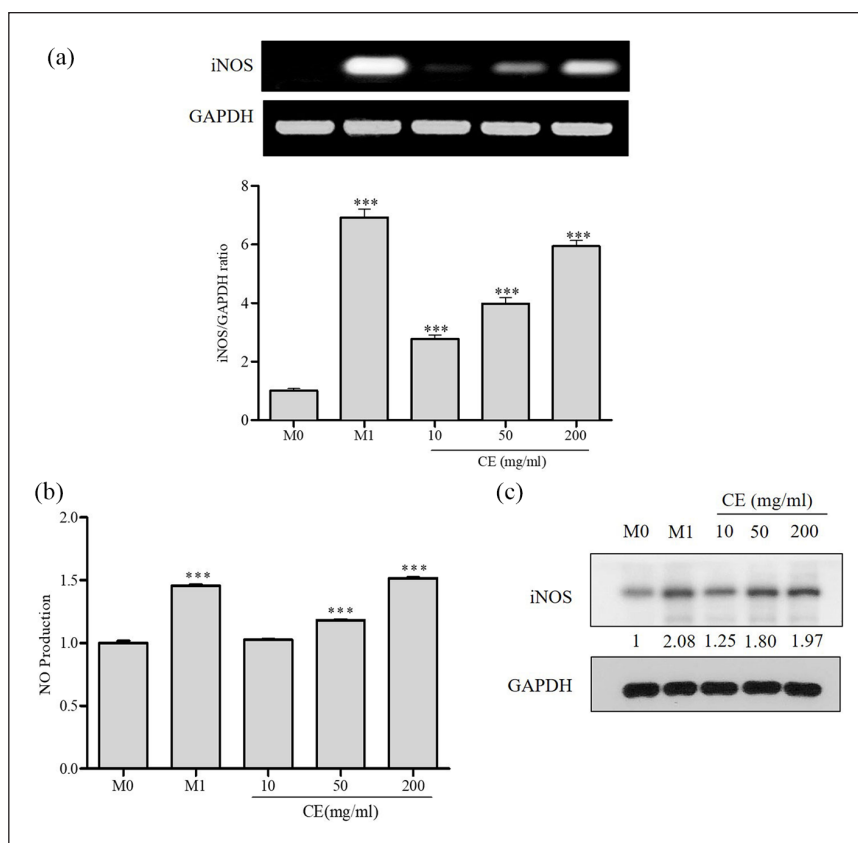 (a)
iNOS
GAPDH
8
6
4
2
0
iNOS/GAPDH ratio
***
***
***
***
M0 M1 10 50 200
CE (mg/ml)
(b)
2.0
1.5
1.0
0.5
0.0
NO Production
***
***
***
M0 M1 10 50 200
CE(mg/ml)
(c)
CE (mg/ml)
M0 M1 10 50 200
iNOS
1 2.08 1.25 1.80 1.97
GAPDH